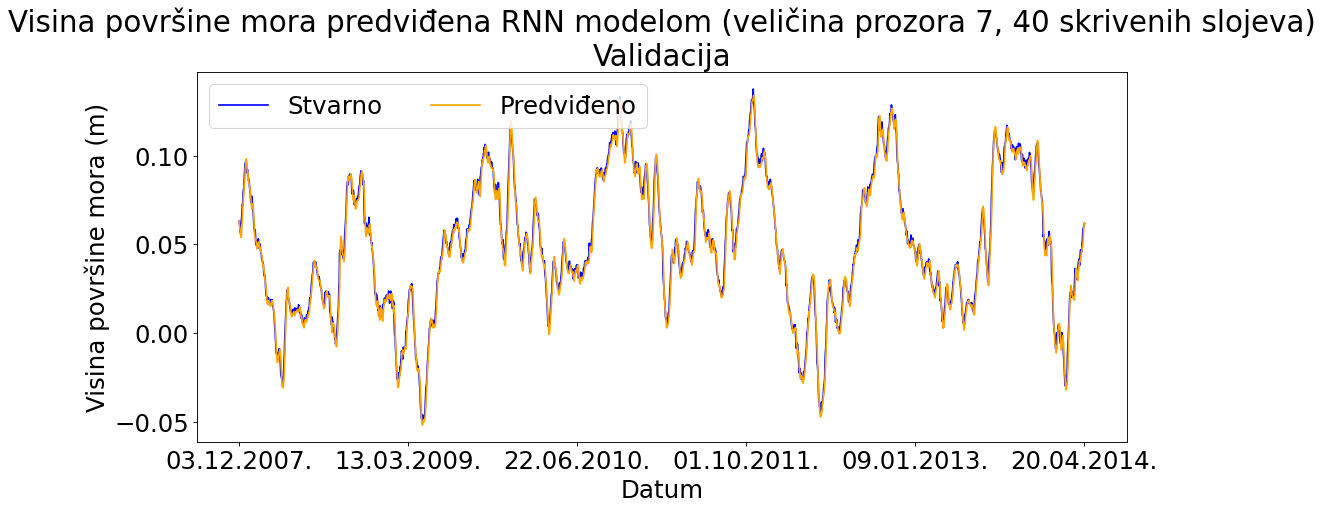 Visina površine mora predviđena RNN modelom (veličina prozora 7, 40 skrivenih slojeva)
Validacija
Stvarno
Predviđeno
Visina površine mora (m)
0.10
0.05
0.00
−0.05
03.12.2007.
13.03.2009.
22.06.2010.
01.10.2011.
09.01.2013.
20.04.2014.
Datum